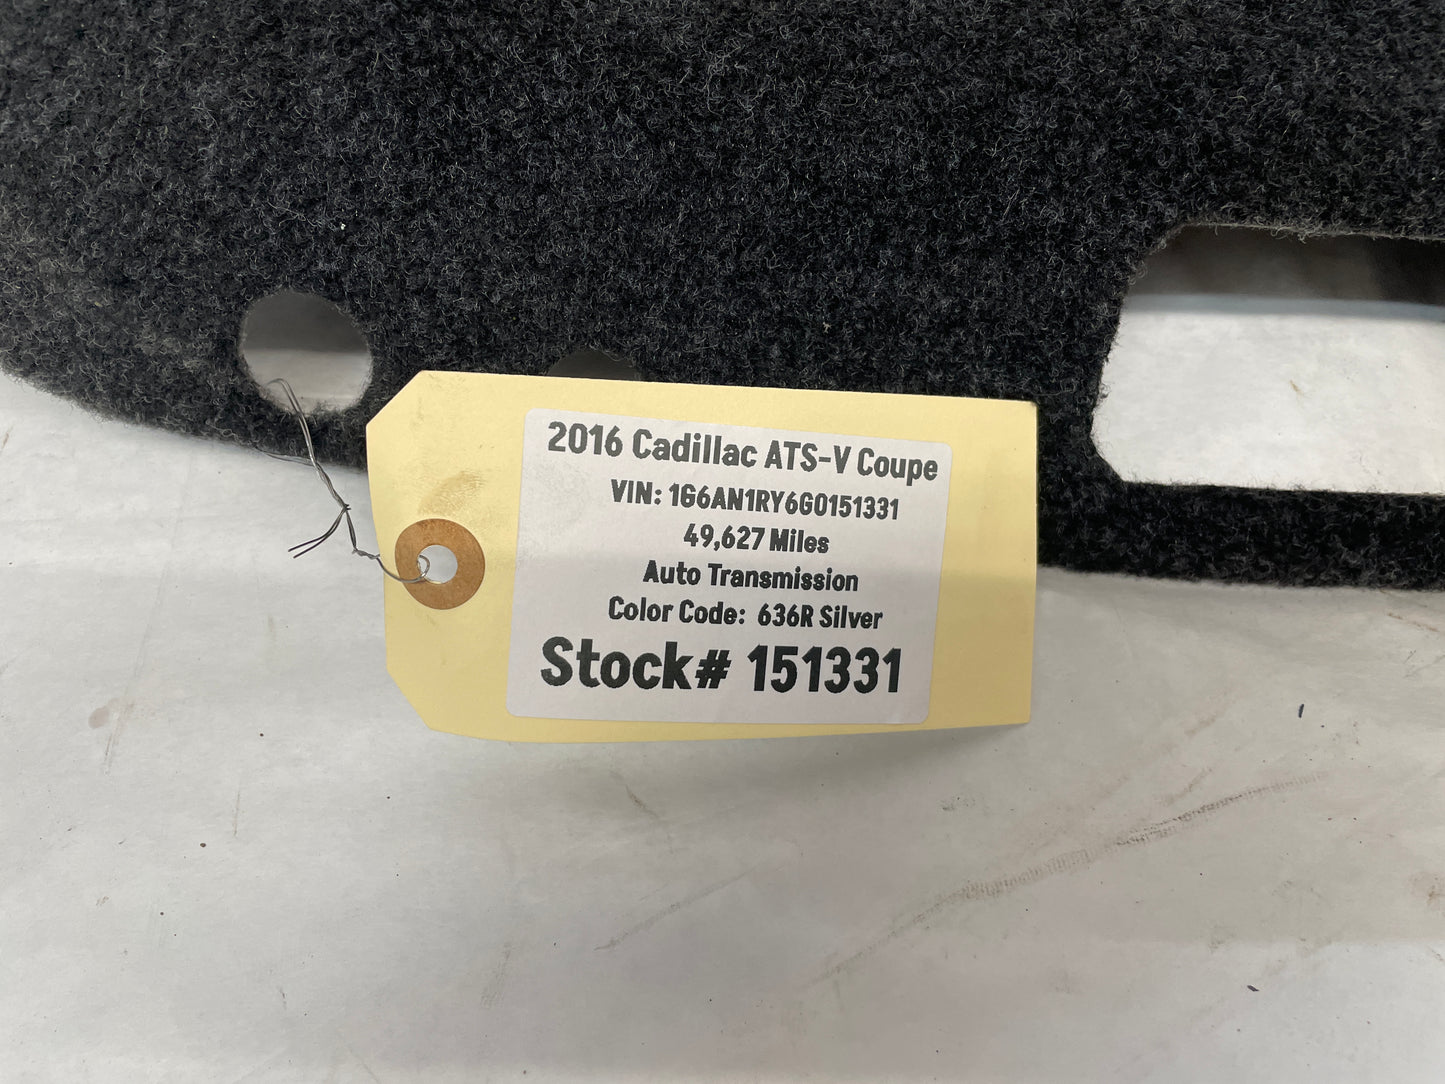 2016 Cadillac ATS-V Coupe
VIN: 1G6AN1RY6G0151331
49,627 Miles
Auto Transmission
Color Code: 636R Silver
Stock# 151331